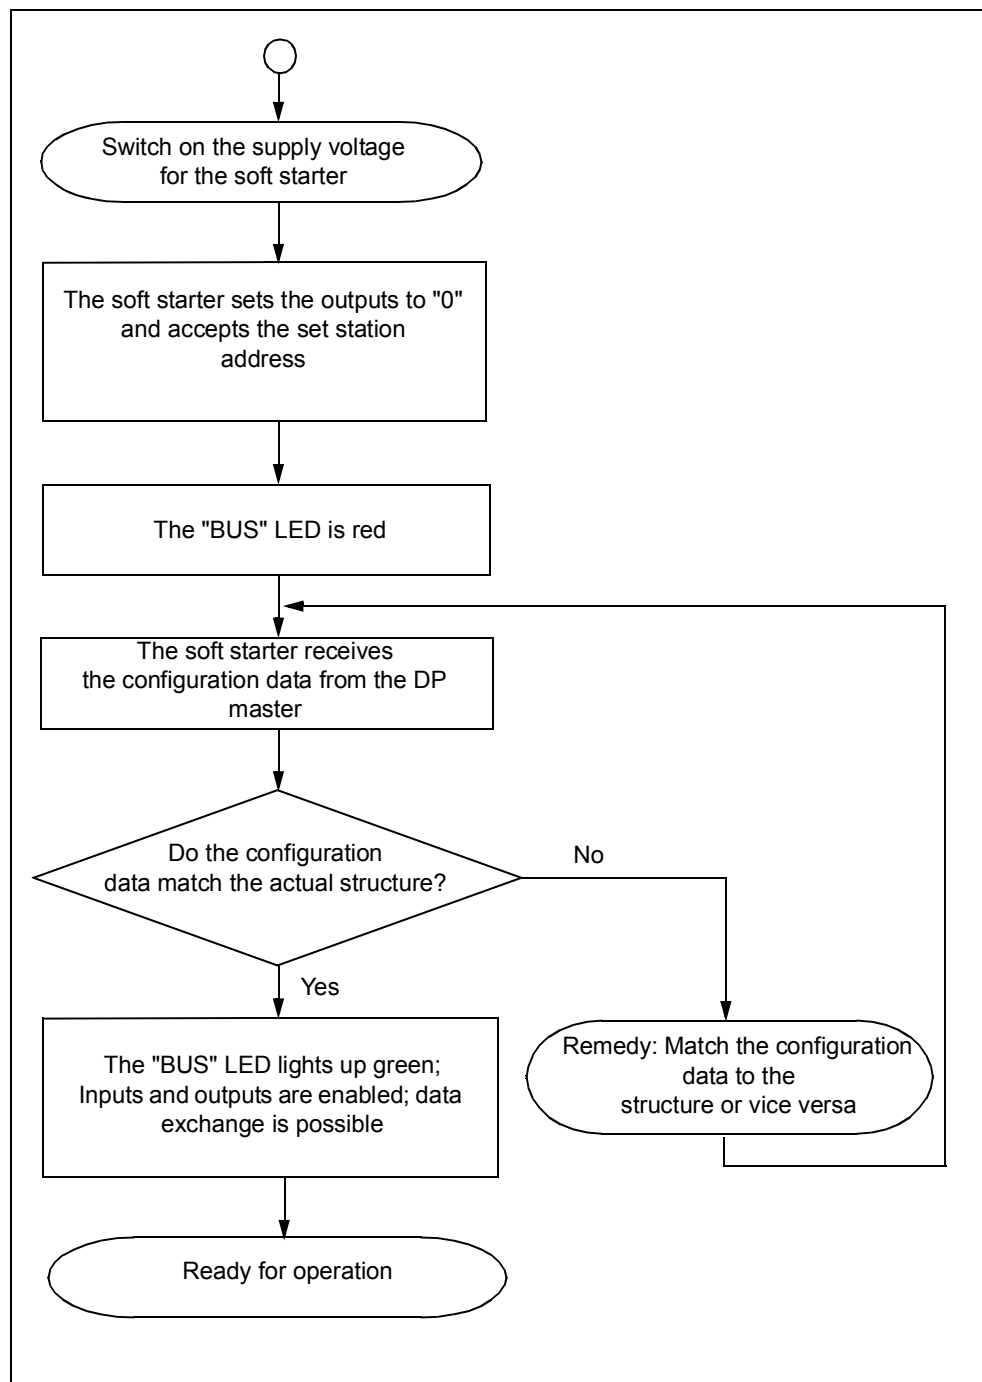 Switch on the supply voltage
for the soft starter
The soft starter sets the outputs to "0"
and accepts the set station
address
The "BUS" LED is red
The soft starter receives
the configuration data from the DP
master
Do the configuration
data match the actual structure?
No
Yes
The "BUS" LED lights up green;
Inputs and outputs are enabled; data
exchange is possible
Remedy: Match the configuration
data to the
structure or vice versa
Ready for operation